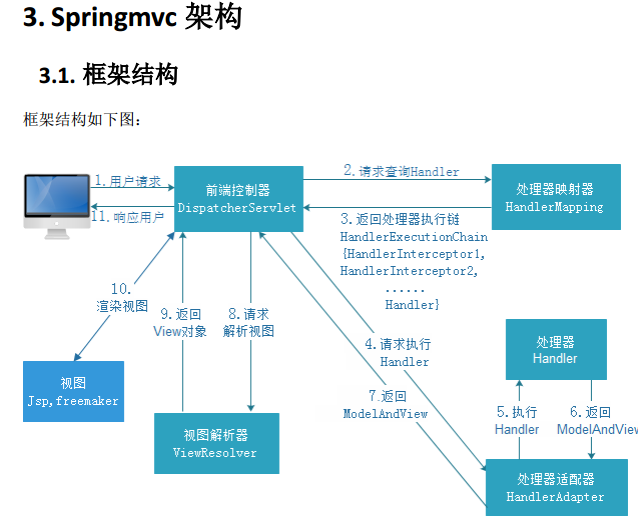 3. Springmvc 架构
3.1. 框架结构
框架结构如下图：
1.用户请求
11.响应用户
前端控制器
DispatcherServlet
2.请求查询Handler
处理器映射器
HandlerMapping
3.返回处理器执行链
HandlerExecutionChain
{HandlerInterceptor1,
HandlerInterceptor2,
......
Handler}
10.
渲染视图
9.返回
View对象
8.请求
解析视图
4.请求执行
Handler
处理器
Handler
视图
Jsp,freemaker
7.返回
ModelAndView
5.执行
Handler
6.返回
ModelAndView
视图解析器
ViewResolver
处理器适配器
HandlerAdapter